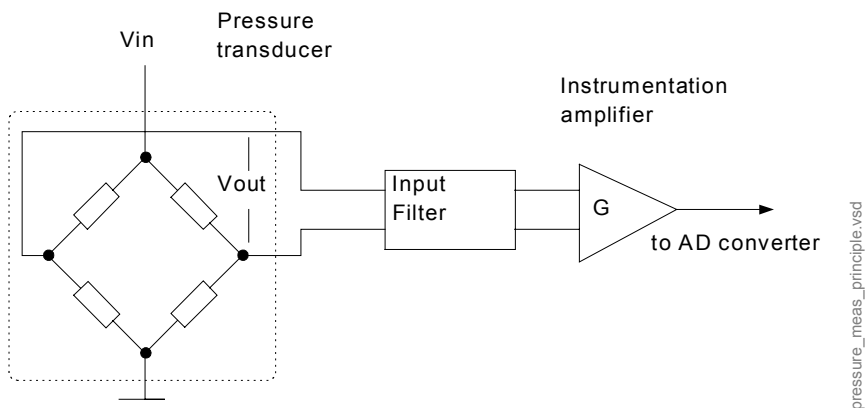 Pressure
transducer
Vin
Instrumentation
amplifier
Vout
Input
Filter
G
to AD converter
pressure_meas_principle.vsd